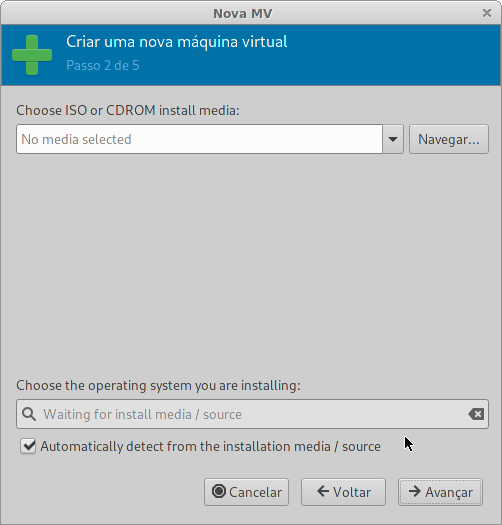 Nova MV
Criar uma nova máquina virtual
Passo 2 de 5
Choose ISO or CDROM install media:
No media selected
Navegar...
Choose the operating system you are installing:
Waiting for install media / source
Automatically detect from the installation media / source
Cancelar
Voltar
Avançar